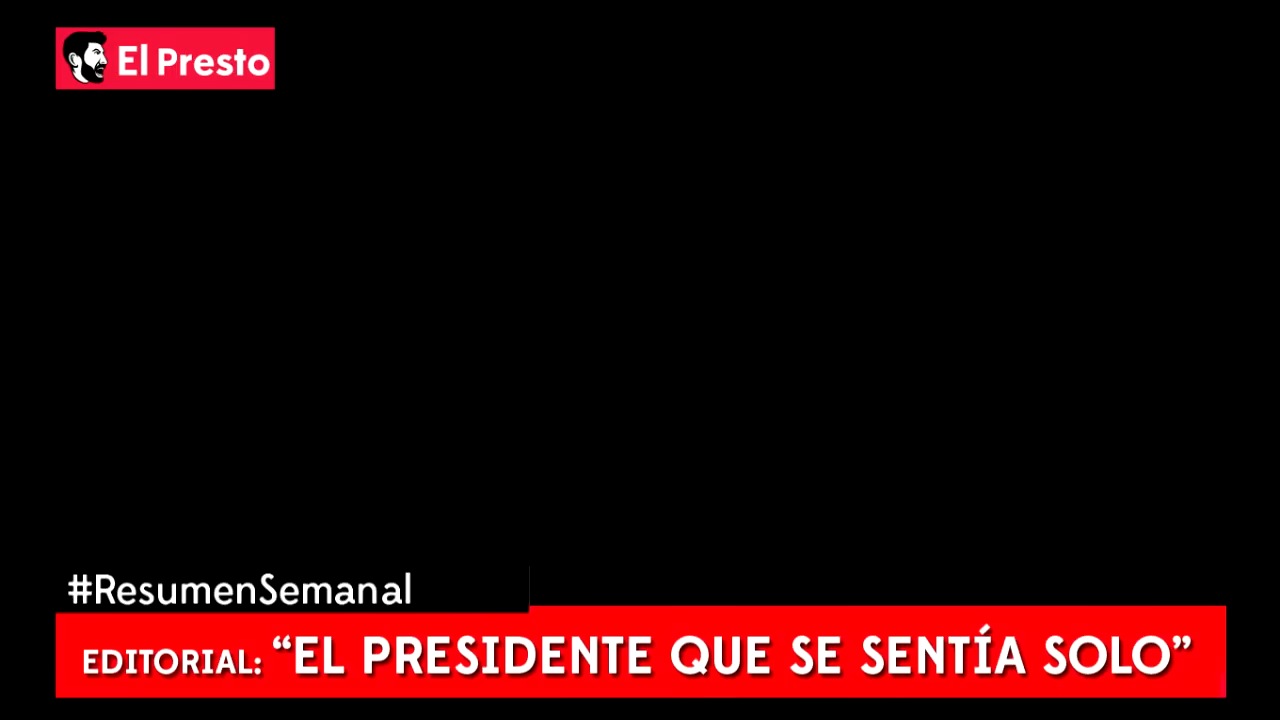 El Presto
#ResumenSemanal
EDITORIAL: “EL PRESIDENTE QUE SE SENTÍA SOLO”